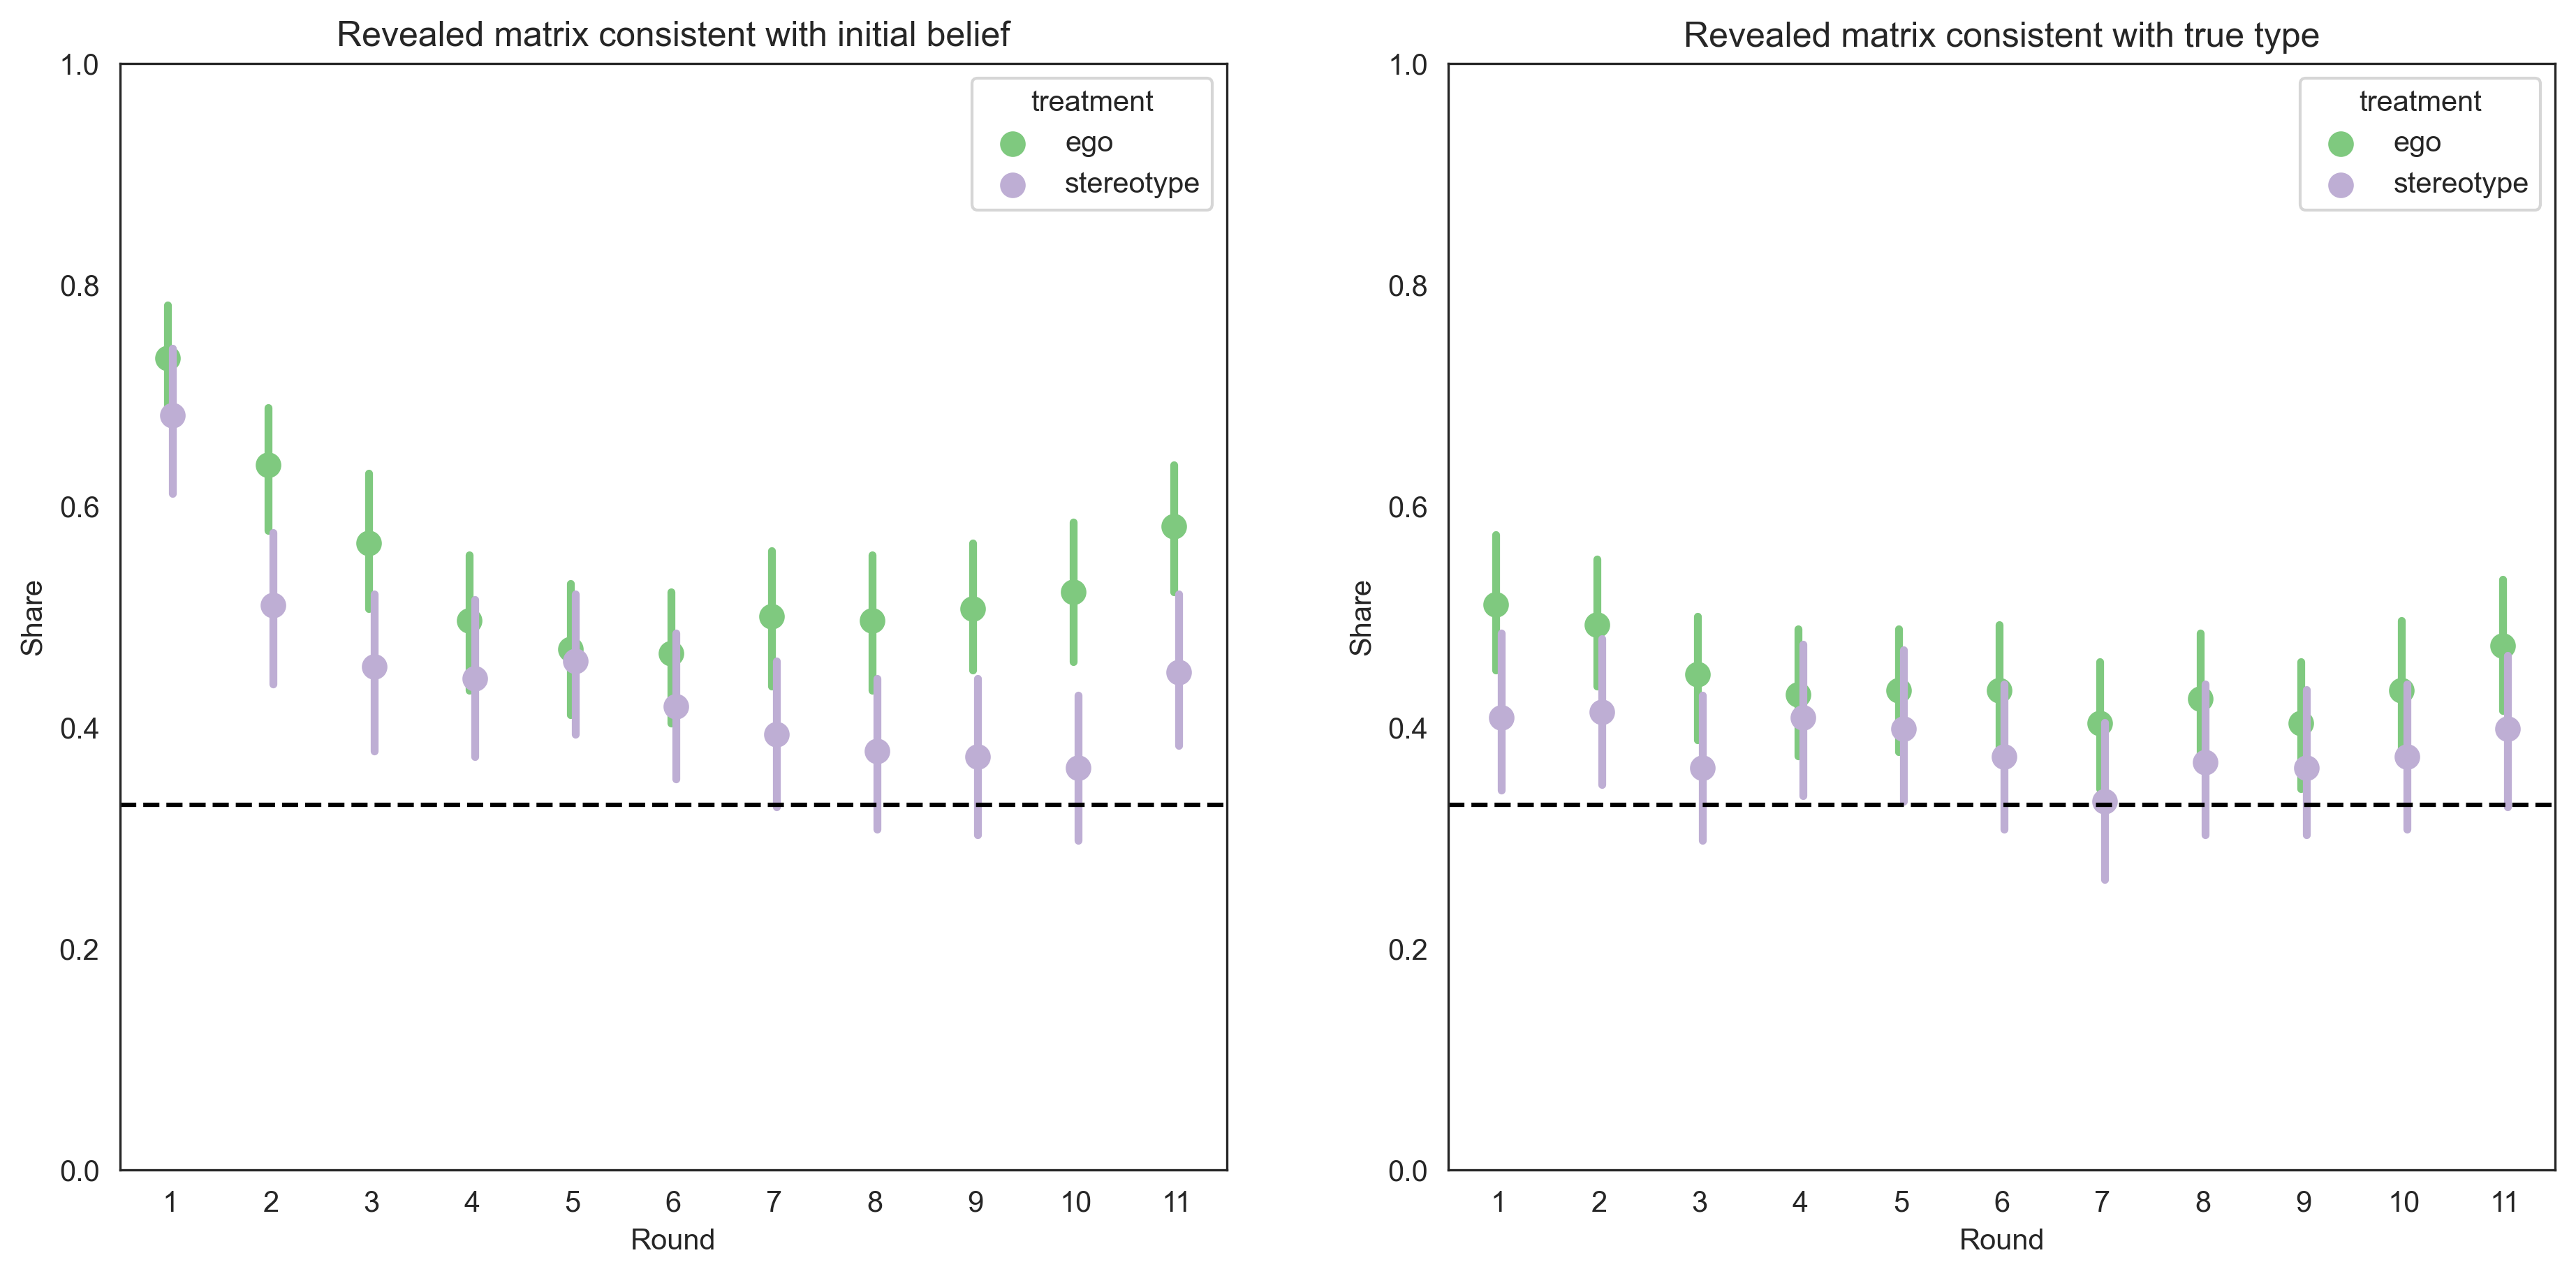 Revealed matrix consistent with initial belief
1.0
0.8
0.6
0.4
0.2
0.0
Share
treatment
ego
stereotype
1 2 3 4 5 6 7 8 9 10 11
Round
Revealed matrix consistent with true type
1.0
0.8
0.6
0.4
0.2
0.0
Share
treatment
ego
stereotype
1 2 3 4 5 6 7 8 9 10 11
Round